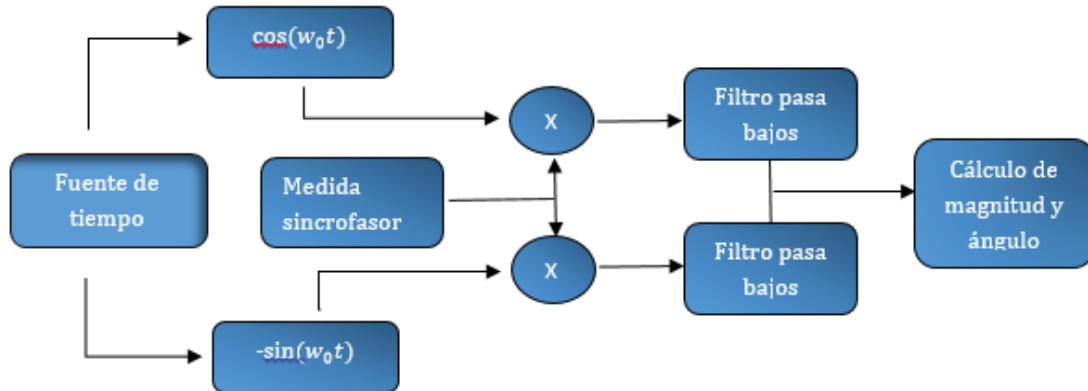 cos(w₀t)
Fuente de
tiempo
Medida
sincrofasor
-sin(w₀t)
X
X
Filtro pasa
bajos
Filtro pasa
bajos
Cálculo de
magnitud y
ángulo